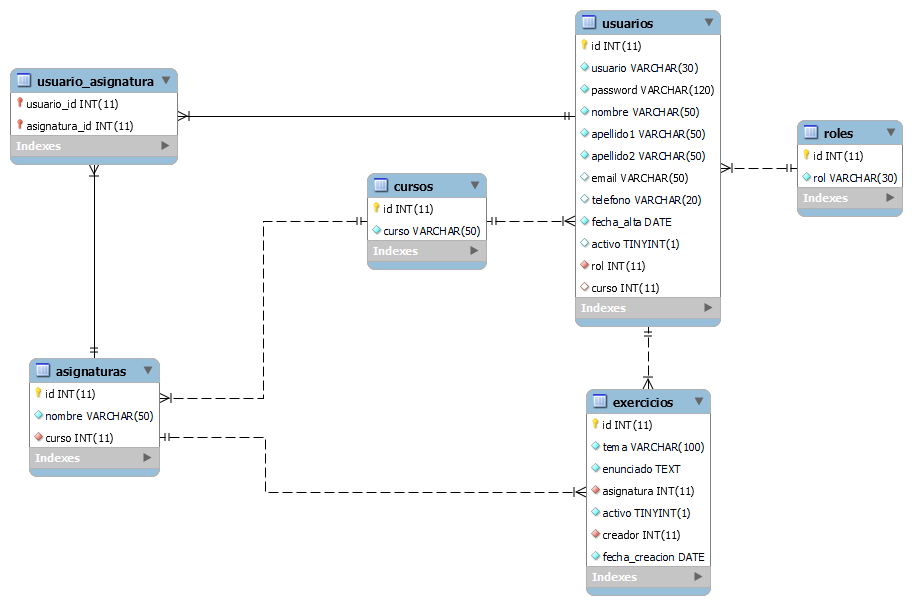 usuario_asignatura
usuario_id INT(11)
asignatura_id INT(11)
Indexes
cursos
id INT(11)
curso VARCHAR(50)
Indexes
usuarios
id INT(11)
usuario VARCHAR(30)
password VARCHAR(120)
nombre VARCHAR(50)
apellido1 VARCHAR(50)
apellido2 VARCHAR(50)
email VARCHAR(50)
telefono VARCHAR(20)
fecha_alta DATE
activo TINYINT(1)
rol INT(11)
curso INT(11)
Indexes
roles
id INT(11)
rol VARCHAR(30)
Indexes
asignaturas
id INT(11)
nombre VARCHAR(50)
curso INT(11)
Indexes
exercicios
id INT(11)
tema VARCHAR(100)
enunciado TEXT
asignatura INT(11)
activo TINYINT(1)
creador INT(11)
fecha_creacion DATE
Indexes